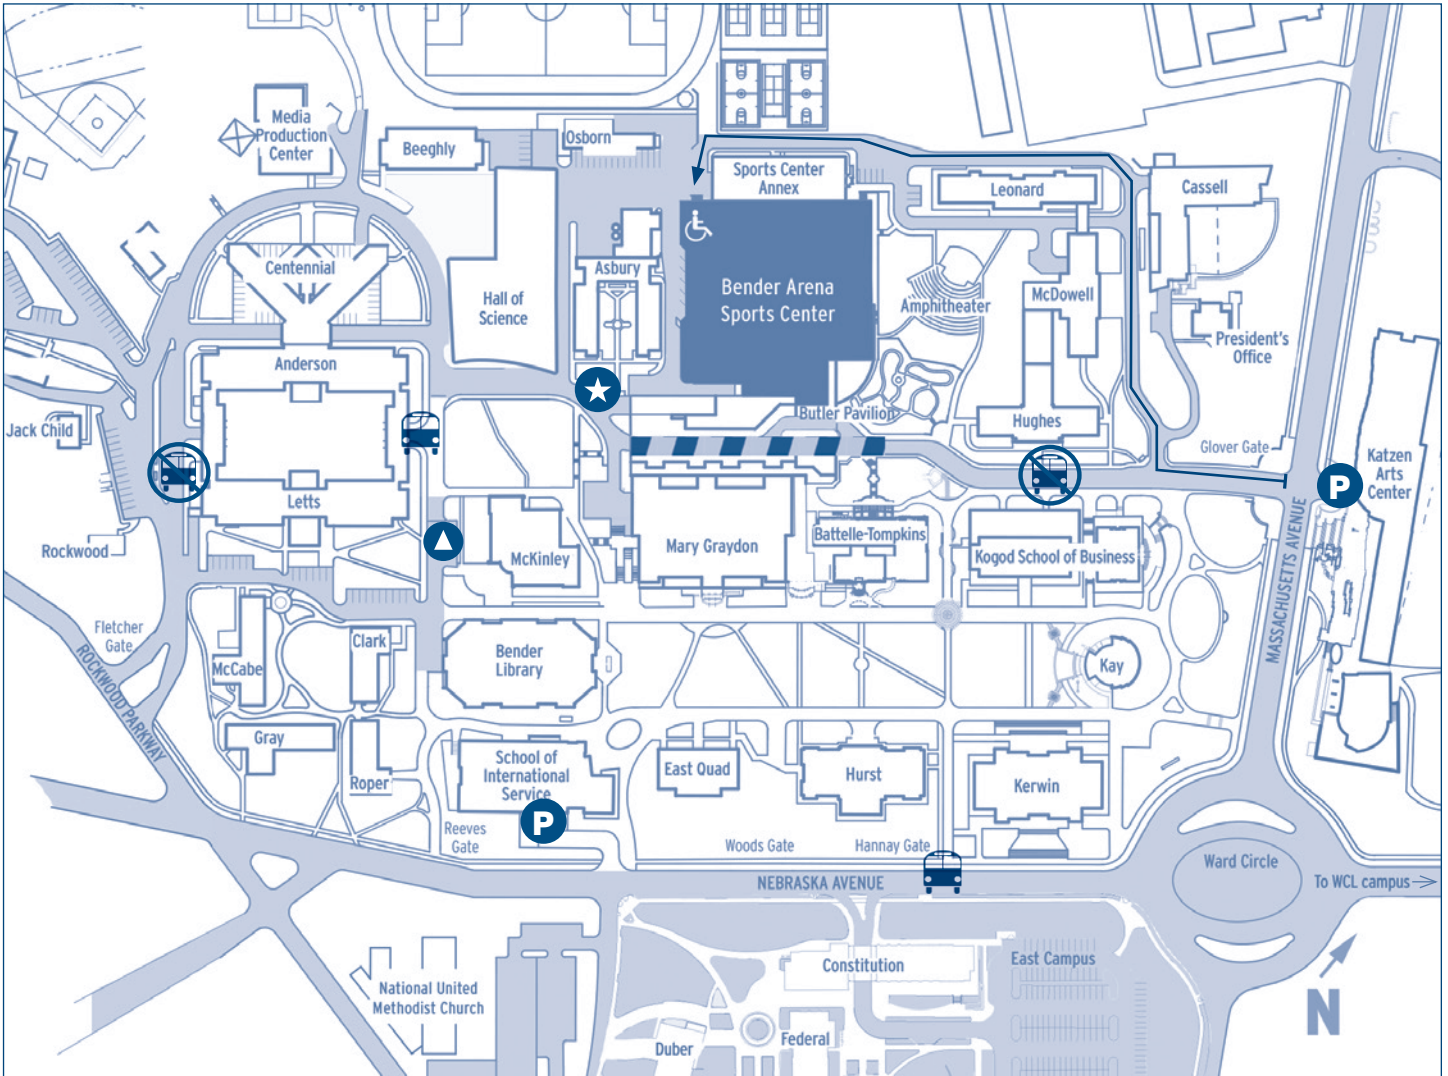 Media
Production
Center
Beeghly
Osborn
Sports Center
Annex
Leonard
Cassell
Centennial
Hall of
Science
Asbury
Bender Arena
Sports Center
Amphitheater
McDowell
President's
Office
Anderson
Jack Child
Butler Pavilion
Hughes
Glover Gate
Katzen
Arts
Center
P
Letts
Rockwood
McKinley
Mary Graydon
Battelle-Tompkins
Kogod School of Business
MASSACHUSETTS AVENUE
Fletcher
Gate
ROCKWOOD PARKWAY
McCabe
Clark
Bender
Library
Kay
Gray
Roper
School of
International
Service
P
East Quad
Hurst
Kerwin
Reeves
Gate
Woods Gate
Hannay Gate
NEBRASKA AVENUE
Ward Circle
To WCL campus
National United
Methodist Church
Constitution
East Campus
Duber
Federal
N